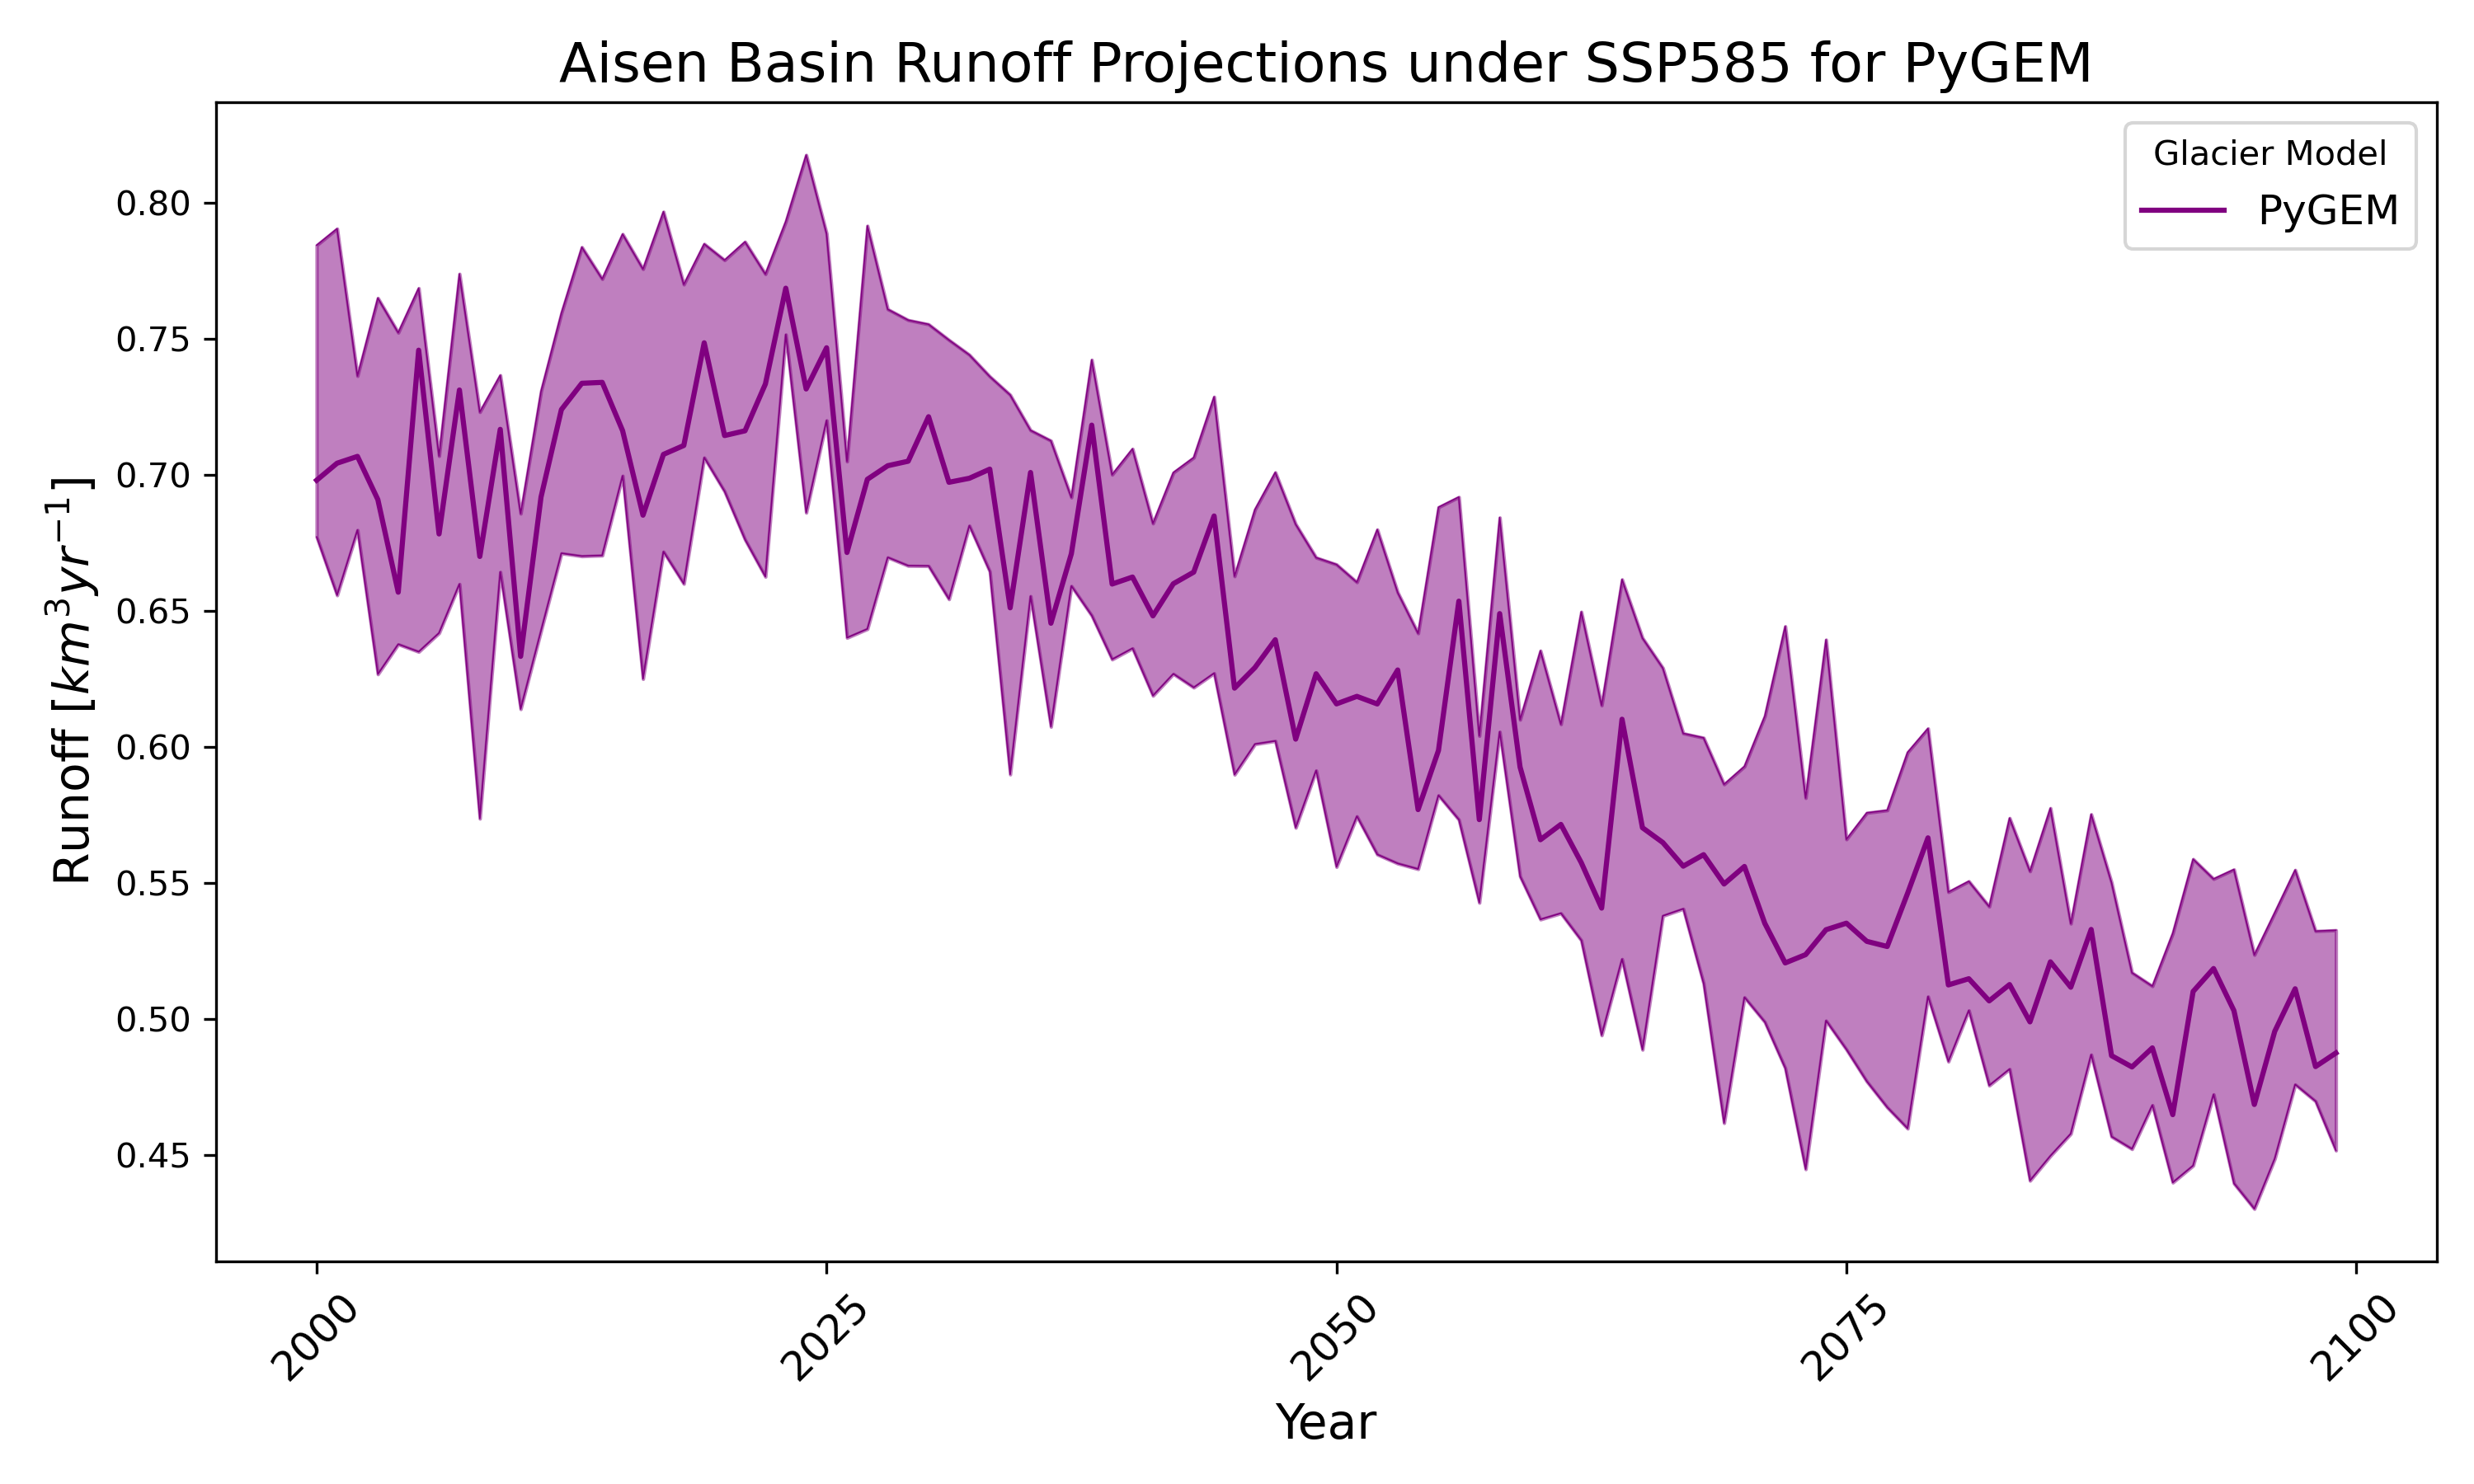 Aisen Basin Runoff Projections under SSP585 for PyGEM
Glacier Model
PyGEM
Runoff [km³yr⁻¹]
0.80
0.75
0.70
0.65
0.60
0.55
0.50
0.45
2000
2025
2050
2075
2100
Year